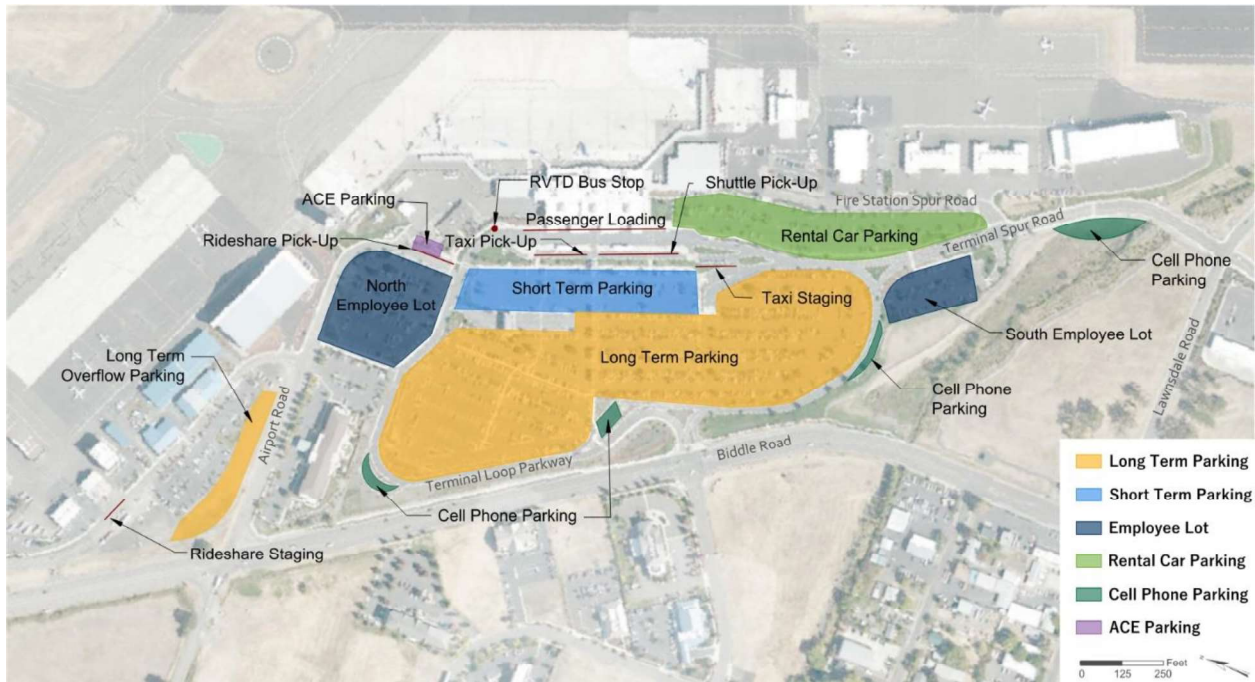 RVTD Bus Stop
Shuttle Pick-Up
ACE Parking
Passenger Loading
Fire Station Spur Road
Rideshare Pick-Up
Taxi Pick-Up
Rental Car Parking
Terminal Spur Road
Cell Phone
Parking
North
Employee Lot
Short Term Parking
Taxi Staging
South Employee Lot
Long Term
Overflow Parking
Long Term Parking
Cell Phone
Parking
Lawnsdale Road
Airport Road
Biddle Road
Terminal Loop Parkway
Cell Phone Parking
Rideshare Staging
Long Term Parking
Short Term Parking
Employee Lot
Rental Car Parking
Cell Phone Parking
ACE Parking
Feet
0 125 250